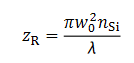 z_R = πw_0^2 n_Si / λ